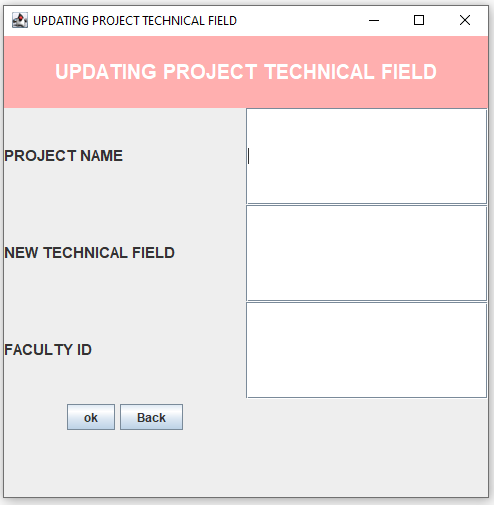 UPDATING PROJECT TECHNICAL FIELD
UPDATING PROJECT TECHNICAL FIELD
PROJECT NAME
NEW TECHNICAL FIELD
FACULTY ID
ok Back